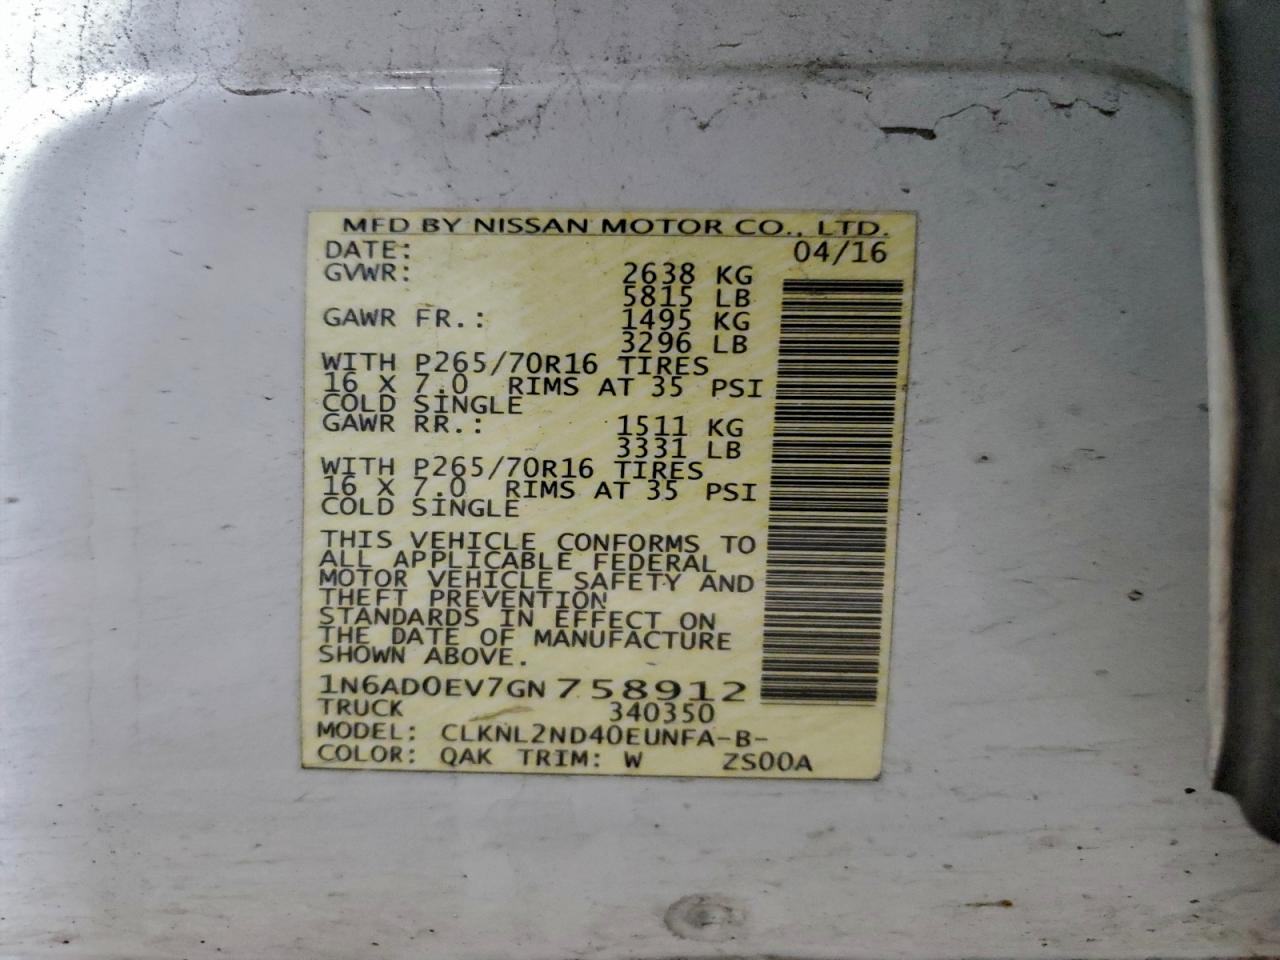 MFD BY NISSAN MOTOR CO., LTD.
DATE: 04/16
GVWR: 2638 KG
5815 LB
GAWR FR.: 1495 KG
3296 LB
WITH P265/70R16 TIRES
16 X 7.0 RIMS AT 35 PSI
COLD SINGLE
GAWR RR.: 1511 KG
3331 LB
WITH P265/70R16 TIRES
16 X 7.0 RIMS AT 35 PSI
COLD SINGLE
THIS VEHICLE CONFORMS TO
ALL APPLICABLE FEDERAL
MOTOR VEHICLE SAFETY AND
THEFT PREVENTION
STANDARDS IN EFFECT ON
THE DATE OF MANUFACTURE
SHOWN ABOVE.
1N6AD0EV7GN758912
TRUCK 340350
MODEL: CLKNL2ND40EUNFA-B-
COLOR: QAK TRIM: W ZS00A